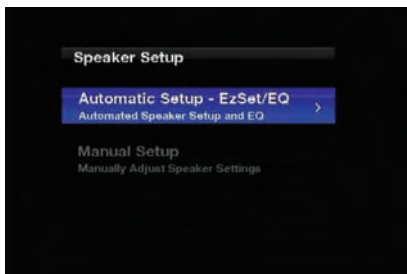 Speaker Setup
Automatic Setup - EzSet/EQ
Automated Speaker Setup and EQ
Manual Setup
Manually Adjust Speaker Settings